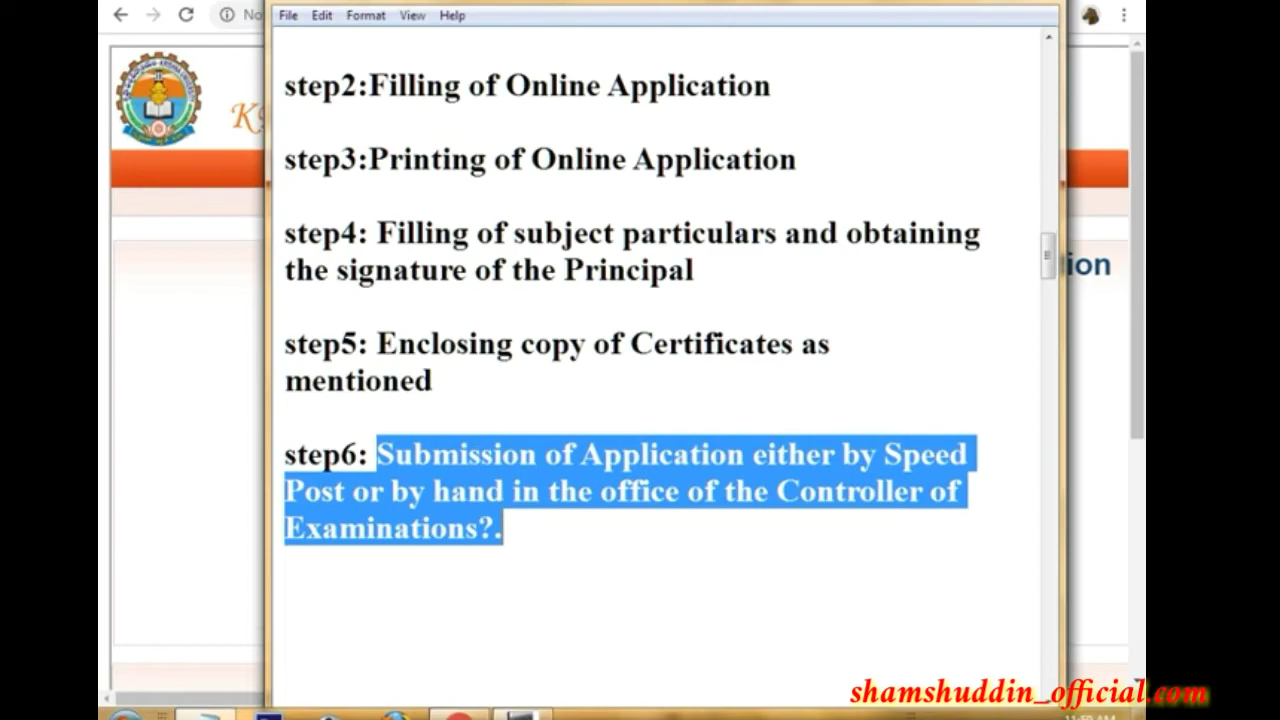 No
File Edit Format View Help
K
step2:Filling of Online Application
step3:Printing of Online Application
step4: Filling of subject particulars and obtaining
the signature of the Principal
ion
step5: Enclosing copy of Certificates as
mentioned
step6: Submission of Application either by Speed
Post or by hand in the office of the Controller of
Examinations?.
shamshuddin_official.com